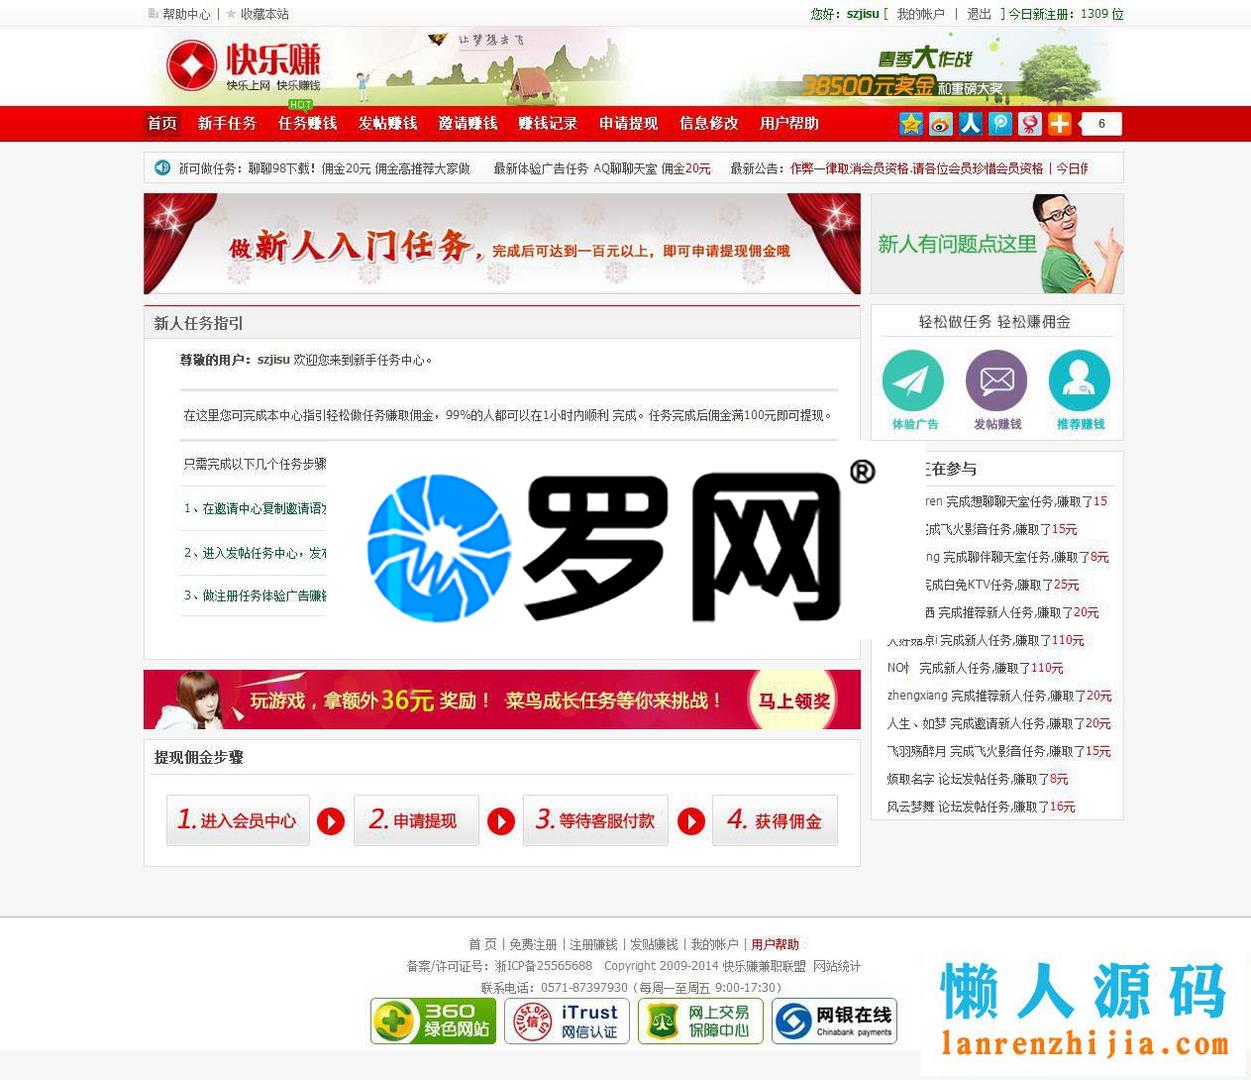 帮助中心 | 收藏本站
您好：szjisu [ 我的帐户 | 退出 ] 今日新注册：1309 位
快乐赚
快乐上网 快乐赚钱
让梦想去飞
春季大作战
38500元奖金和重磅大奖
HOT
首页 新手任务 任务赚钱 发帖赚钱 邀请赚钱 赚钱记录 申请提现 信息修改 用户帮助
6
新可做任务：聊聊98下载！佣金20元 佣金高推荐大家做 最新体验广告任务 AQ聊聊天室 佣金20元 最新公告：作弊一律取消会员资格.请各位会员珍惜会员资格 | 今日
做新人入门任务，完成后可达到一百元以上，即可申请提现佣金哦
新人有问题点这里
新人任务指引
尊敬的用户：szjisu 欢迎您来到新手任务中心。
在这里您可完成本中心指引轻松做任务赚取佣金，99%的人都可以在1小时内顺利 完成。任务完成后佣金满100元即可提现。
只需完成以下几个任务步骤
1、在邀请中心复制邀请语
2、进入发帖任务中心，发
3、做注册任务体验广告赚
罗网®
轻松做任务 轻松赚佣金
体验广告 发帖赚钱 推荐赚钱
正在参与
ren 完成想聊聊天室任务,赚取了15
完成飞火影音任务,赚取了15元
ng 完成聊伴聊天室任务,赚取了8元
完成白兔KTV任务,赚取了25元
西 完成推荐新人任务,赚取了20元
完成新人任务,赚取了110元
NO 完成新人任务,赚取了110元
zhengxiang 完成推荐新人任务,赚取了20元
人生、如梦 完成邀请新人任务,赚取了20元
飞羽殇醉月 完成飞火影音任务,赚取了15元
烦取名字 论坛发帖任务,赚取了8元
风云梦舞 论坛发帖任务,赚取了16元
玩游戏，拿额外36元 奖励！ 菜鸟成长任务等你来挑战！
马上领奖
提现佣金步骤
1.进入会员中心 2.申请提现 3.等待客服付款 4.获得佣金
首 页 | 免费注册 | 注册赚钱 | 发贴赚钱 | 我的帐户 | 用户帮助
备案/许可证号：浙ICP备25565688 Copyright 2009-2014 快乐赚兼职联盟 网站统计
联系电话：0571-87397930（每周一至周五 9:00-17:30）
360 绿色网站
iTrust 网信认证
网上交易保障中心
网银在线 Chinabank payments
懒人源码
lanrenzhijia.com